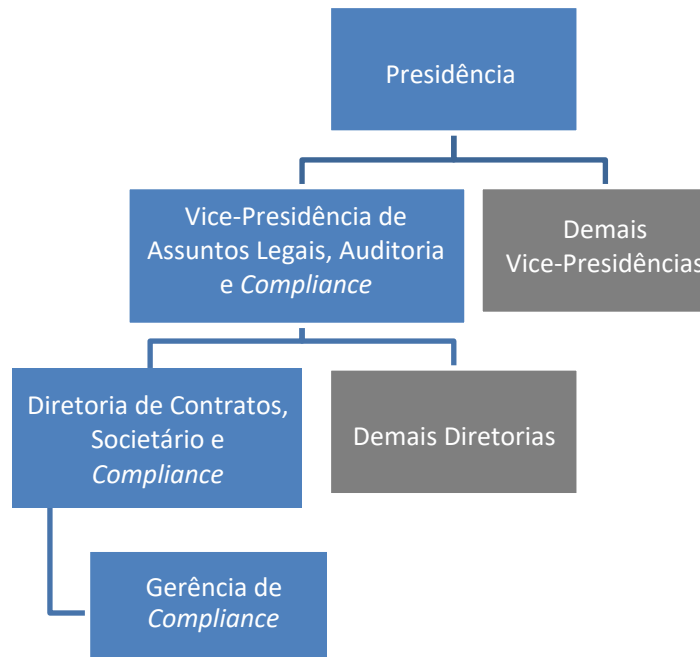 Presidência
Vice-Presidência de
Assuntos Legais, Auditoria
e Compliance
Demais
Vice-Presidências
Diretoria de Contratos,
Societário e
Compliance
Demais Diretorias
Gerência de
Compliance